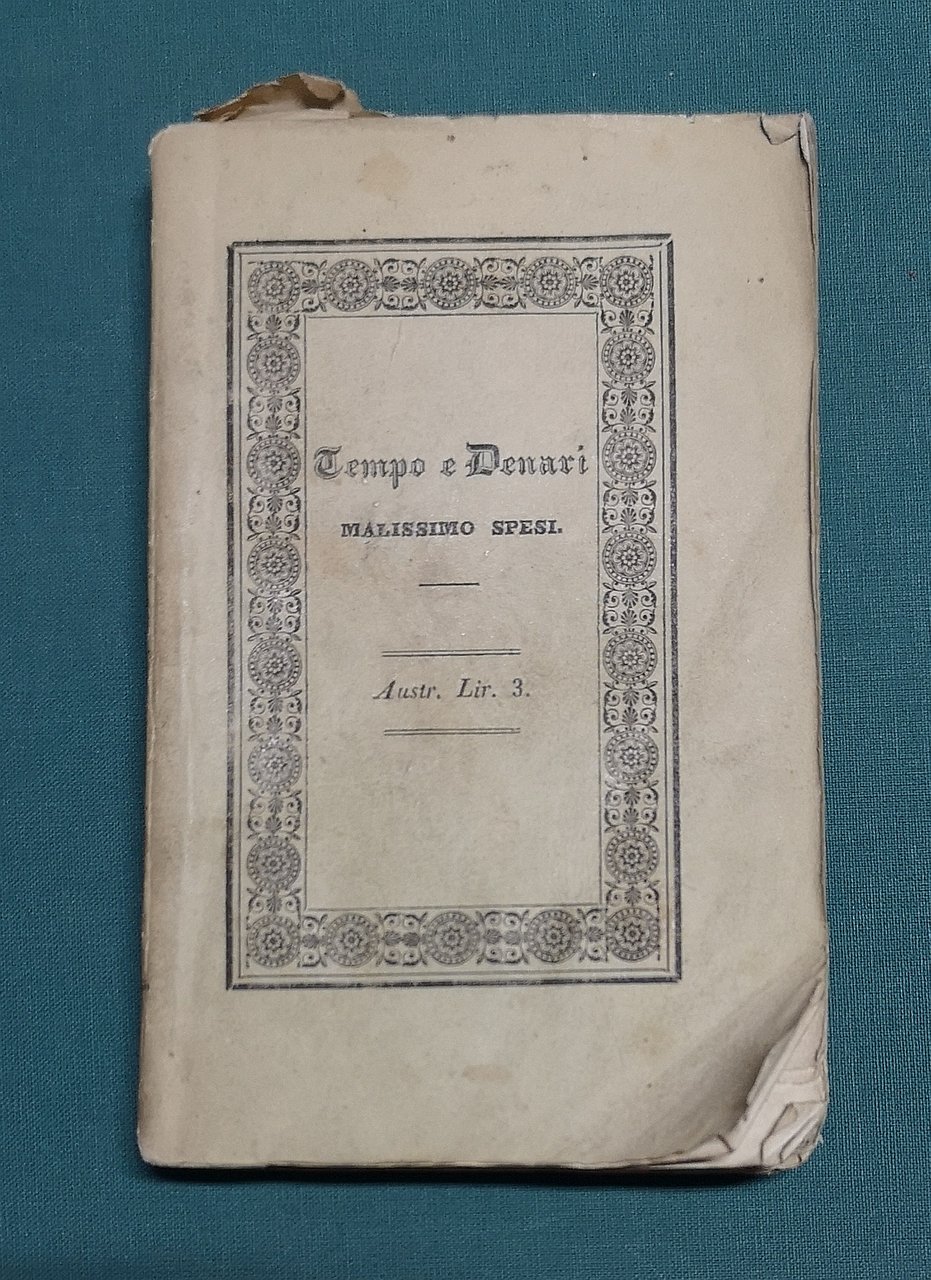 Tempo e Denari
MALISSIMO SPESI.
Austr. Lir. 3.